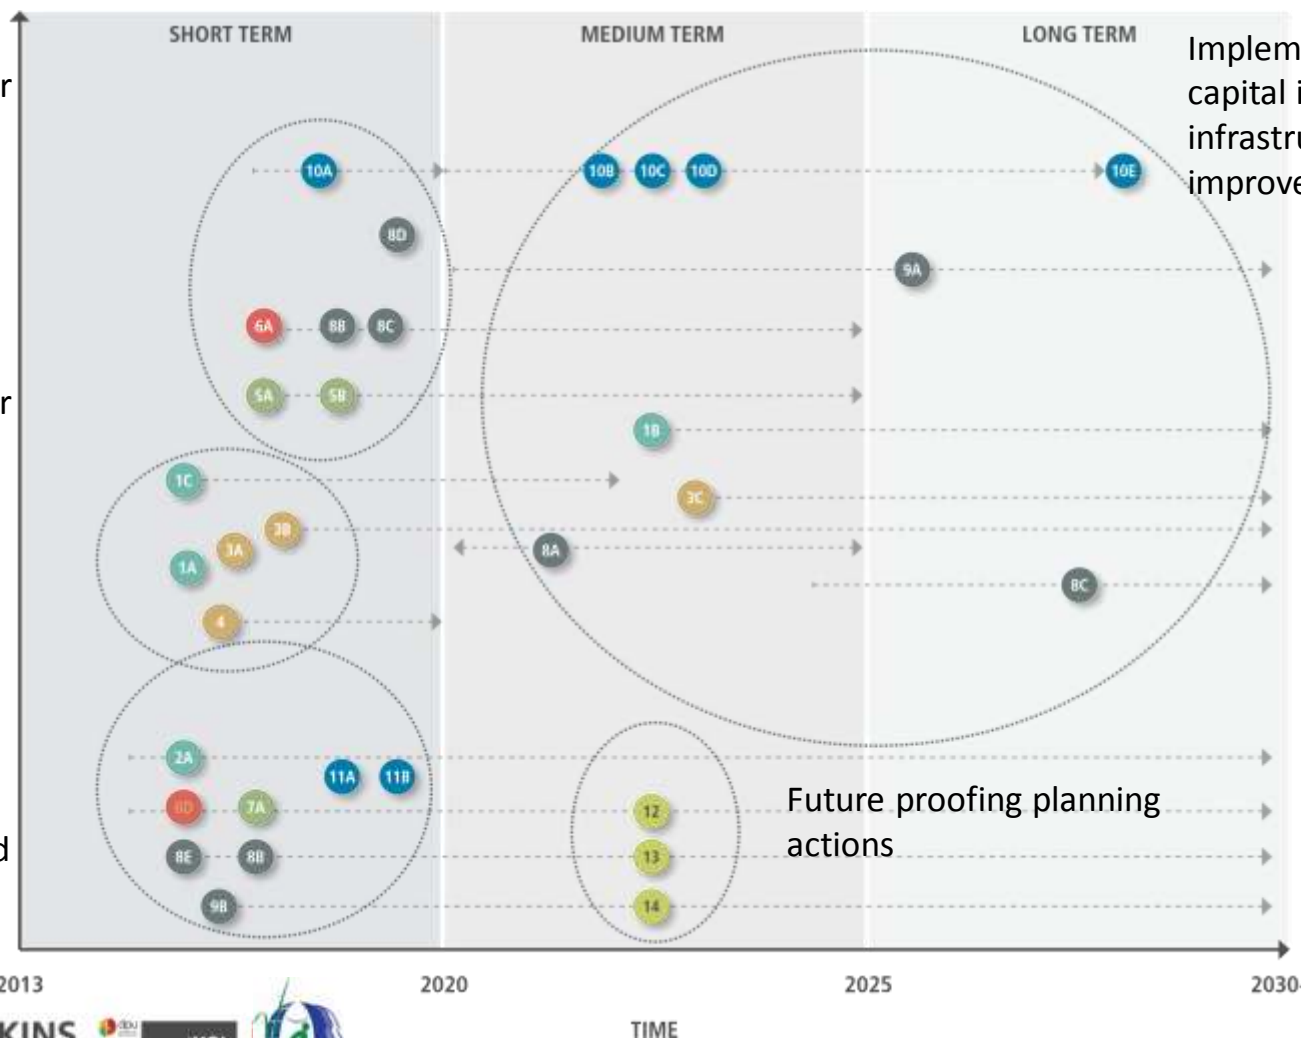 SHORT TERM
MEDIUM TERM
LONG TERM
Implem
capital i
infrastru
improve
r
10A
10B
10C
10D
10E
8D
9A
6A
8B
8C
r
5A
5B
1B
1C
3C
3B
3A
8A
1A
8C
4
2A
11A
11B
7A
12
Future proofing planning
actions
d
8E
8B
13
9B
14
2013
2020
2025
2030
KINS
dpu
TIME